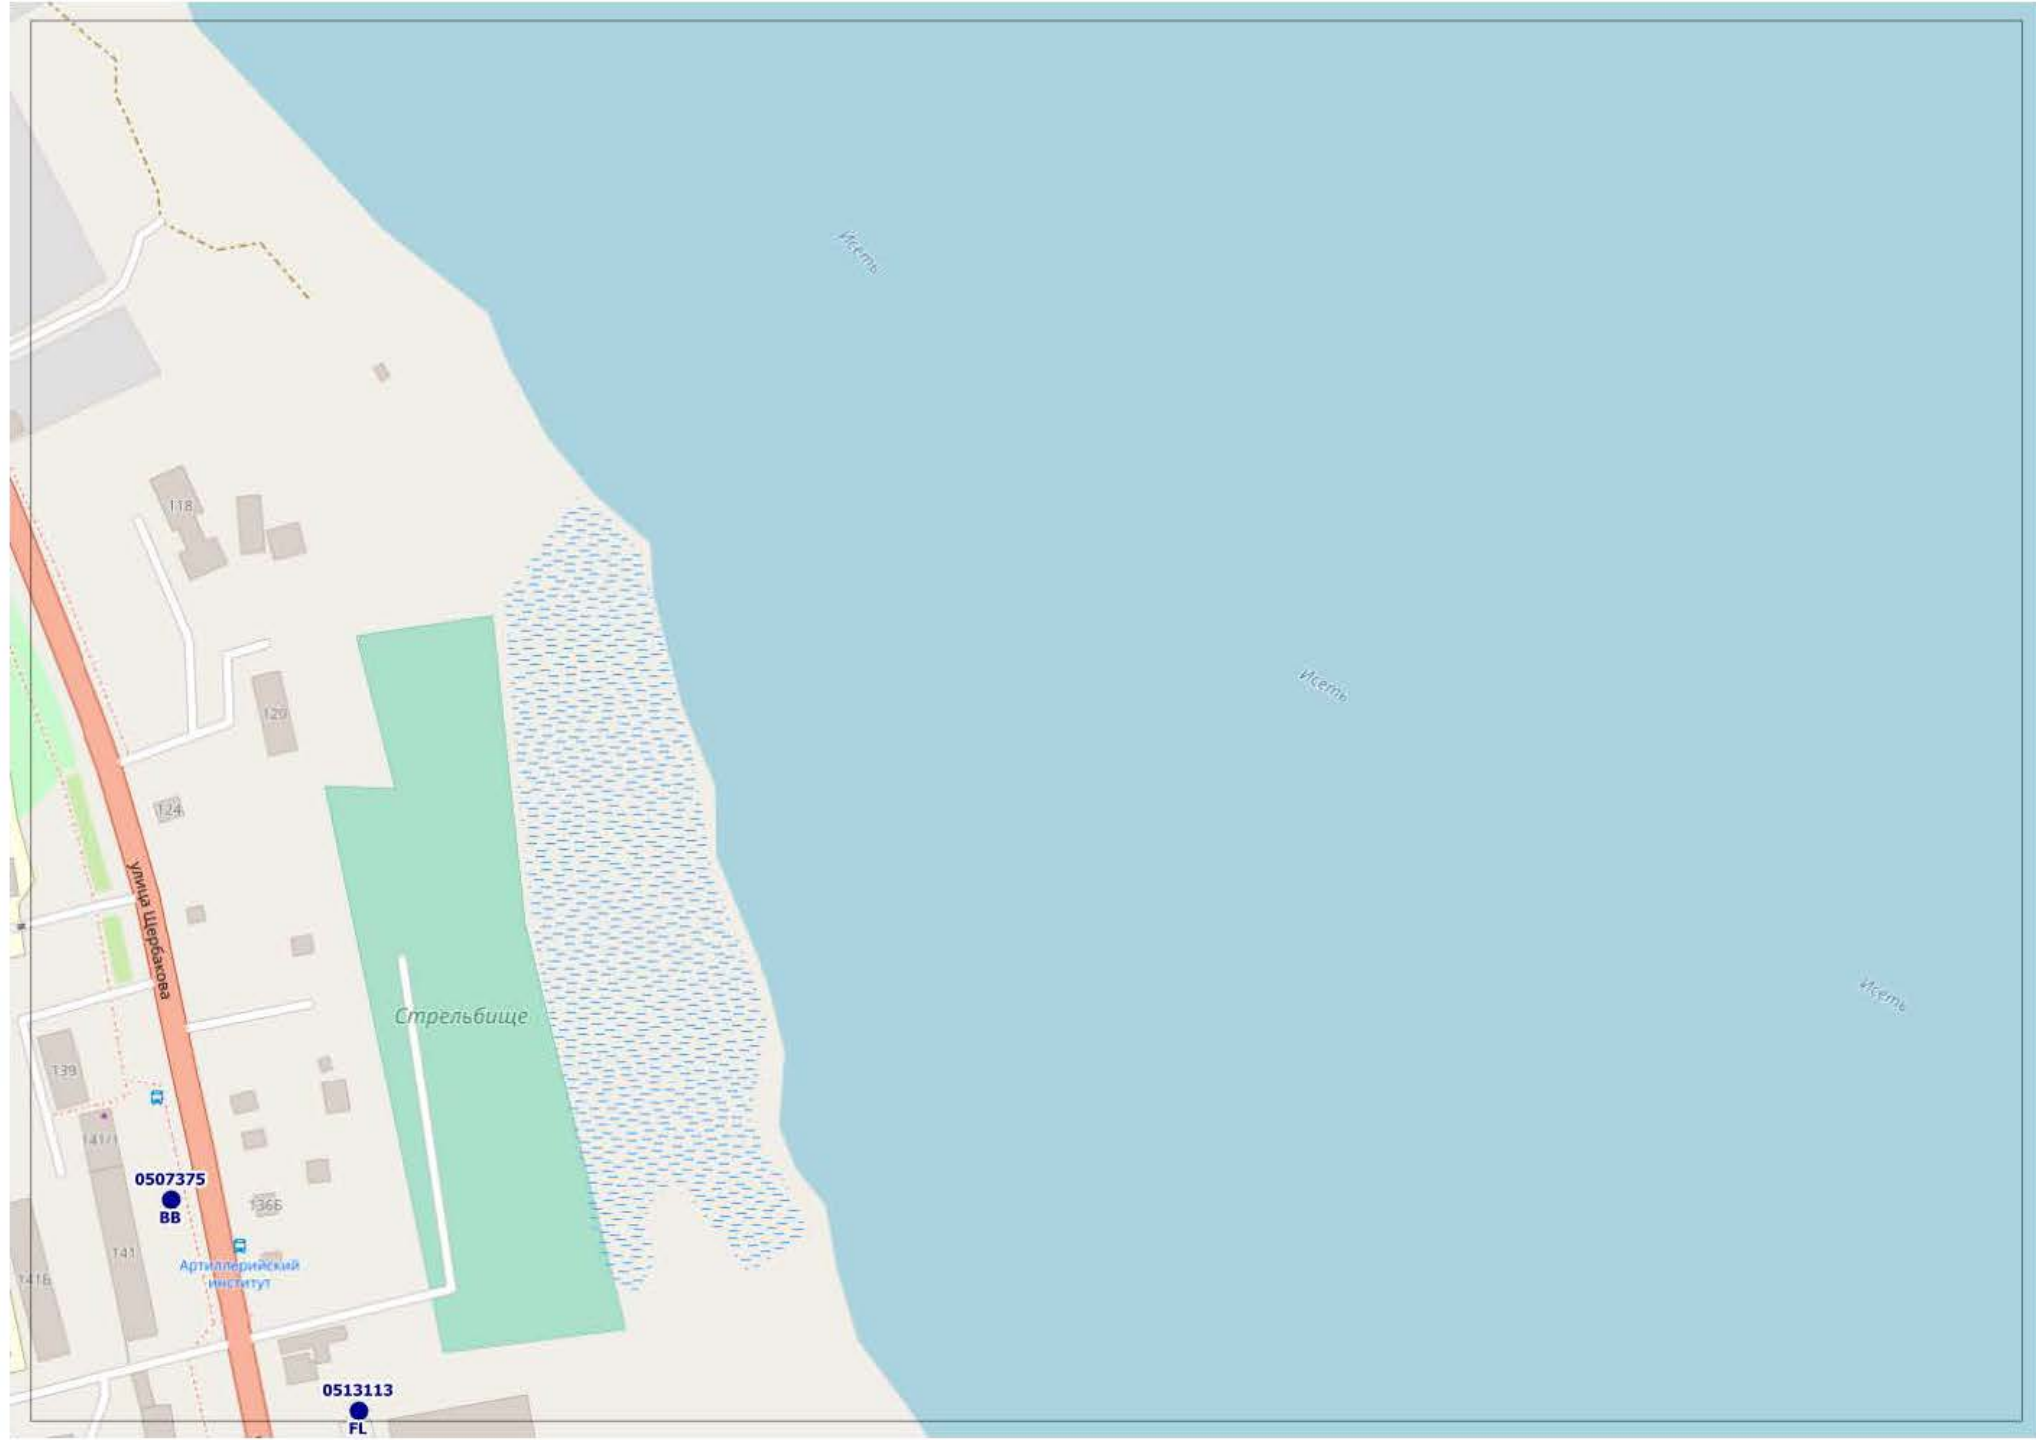 Исеть
118
Исеть
120
124
улица Щербакова
Исеть
Стрельбище
139
141/1
0507375
BB
136Б
141
Артиллерийский
институт
141Б
0513113
FL